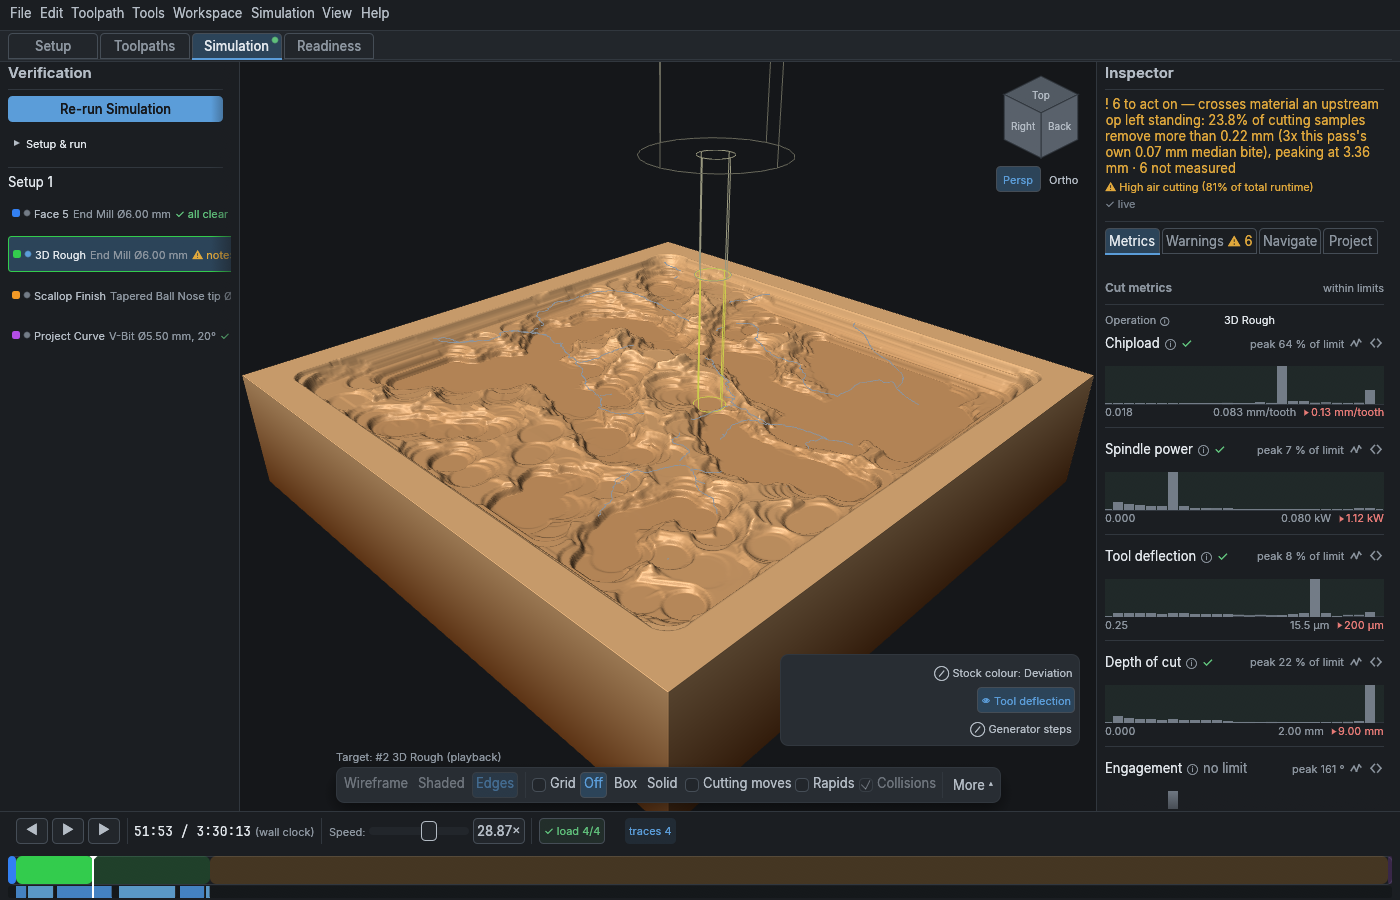 File Edit Toolpath Tools Workspace Simulation View Help
Setup Toolpaths Simulation Readiness
Verification
Re-run Simulation
Setup & run
Setup 1
Face 5 End Mill Ø6.00 mm ✓ all clear
3D Rough End Mill Ø6.00 mm ⚠ note
Scallop Finish Tapered Ball Nose tip Ø
Project Curve V-Bit Ø5.50 mm, 20° ✓
Top
Right Back
Persp Ortho
Stock colour: Deviation
Tool deflection
Generator steps
Target: #2 3D Rough (playback)
Wireframe Shaded Edges Grid Off Box Solid Cutting moves Rapids Collisions More
Inspector
! 6 to act on — crosses material an upstream
op left standing: 23.8% of cutting samples
remove more than 0.22 mm (3x this pass's
own 0.07 mm median bite), peaking at 3.36
mm · 6 not measured
⚠ High air cutting (81% of total runtime)
✓ live
Metrics Warnings ⚠ 6 Navigate Project
Cut metrics within limits
Operation 3D Rough
Chipload ✓ peak 64 % of limit
0.018 0.083 mm/tooth 0.13 mm/tooth
Spindle power ✓ peak 7 % of limit
0.000 0.080 kW 1.12 kW
Tool deflection ✓ peak 8 % of limit
0.25 15.5 µm 200 µm
Depth of cut ✓ peak 22 % of limit
0.000 2.00 mm 9.00 mm
Engagement no limit peak 161 °
51:53 / 3:30:13 (wall clock) Speed: 28.87× ✓ load 4/4 traces 4